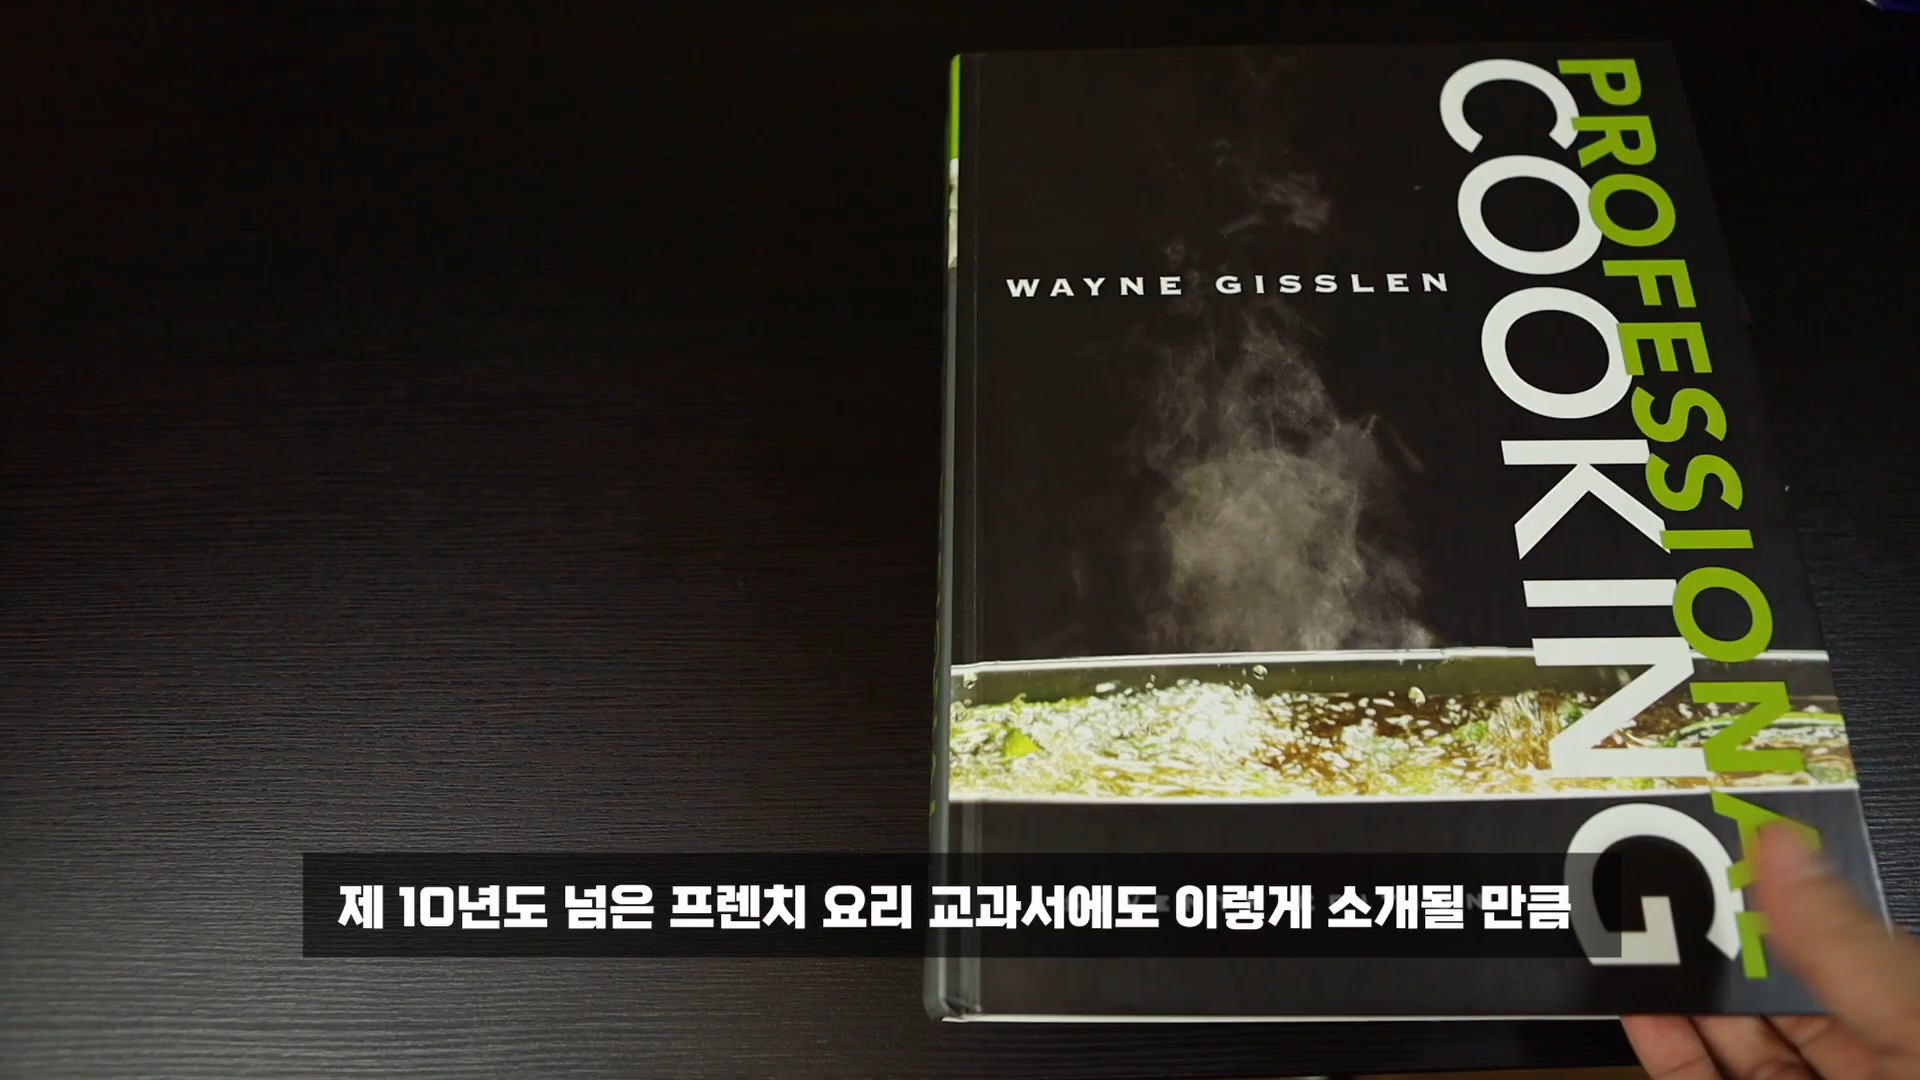 WAYNE GISSLEN
PROFESSIONAL
COOKING
제 10년도 넘은 프렌치 요리 교과서에도 이렇게 소개될 만큼